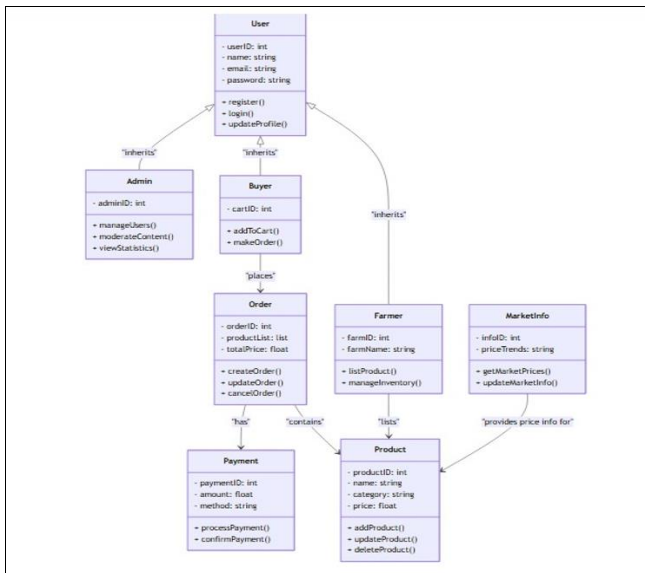 User
- userID: int
- name: string
- email: string
- password: string
+ register()
+ login()
+ updateProfile()
"inherits"
"inherits"
"inherits"
Admin
- adminID: int
+ manageUsers()
+ moderateContent()
+ viewStatistics()
Buyer
- cartID: int
+ addToCart()
+ makeOrder()
"places"
Order
- orderID: int
- productList: list
- totalPrice: float
+ createOrder()
+ updateOrder()
+ cancelOrder()
Farmer
- farmID: int
- farmName: string
+ listProduct()
+ manageInventory()
MarketInfo
- infoID: int
- priceTrends: string
+ getMarketPrices()
+ updateMarketInfo()
"has"
"contains"
"lists"
"provides price info for"
Payment
- paymentID: int
- amount: float
- method: string
+ processPayment()
+ confirmPayment()
Product
- productID: int
- name: string
- category: string
- price: float
+ addProduct()
+ updateProduct()
+ deleteProduct()